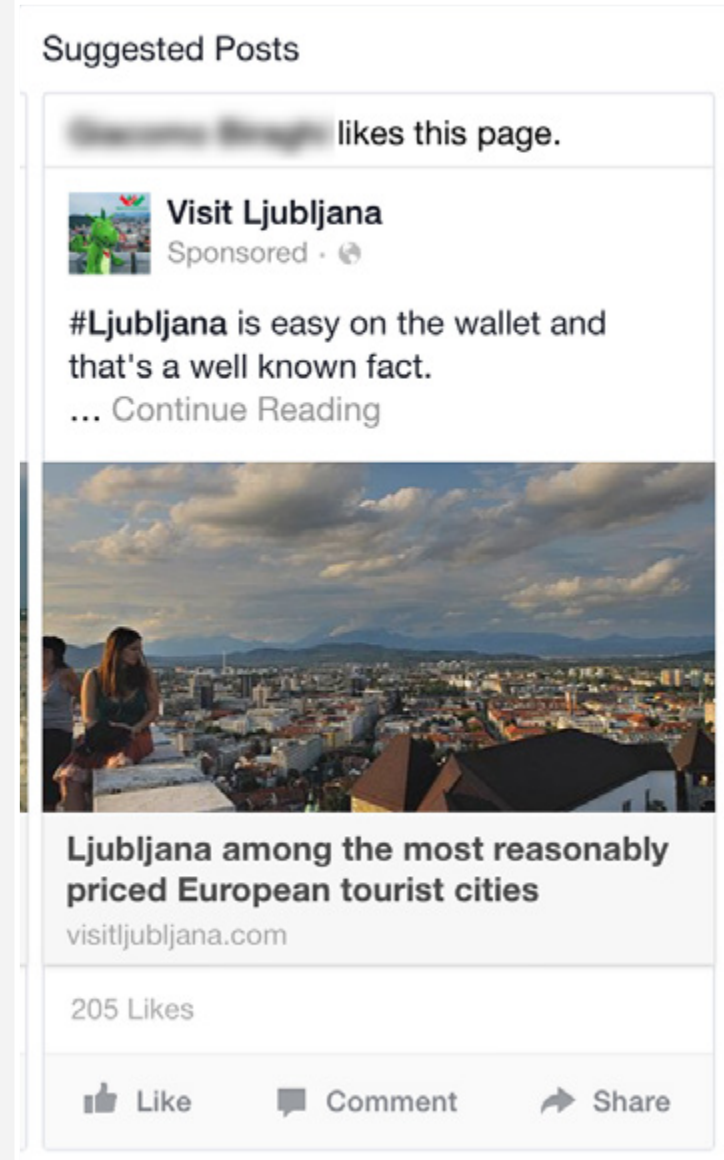 Suggested Posts
likes this page.
Visit Ljubljana
Sponsored ·
#Ljubljana is easy on the wallet and
that's a well known fact.
... Continue Reading
Ljubljana among the most reasonably
priced European tourist cities
visitljubljana.com
205 Likes
Like Comment Share